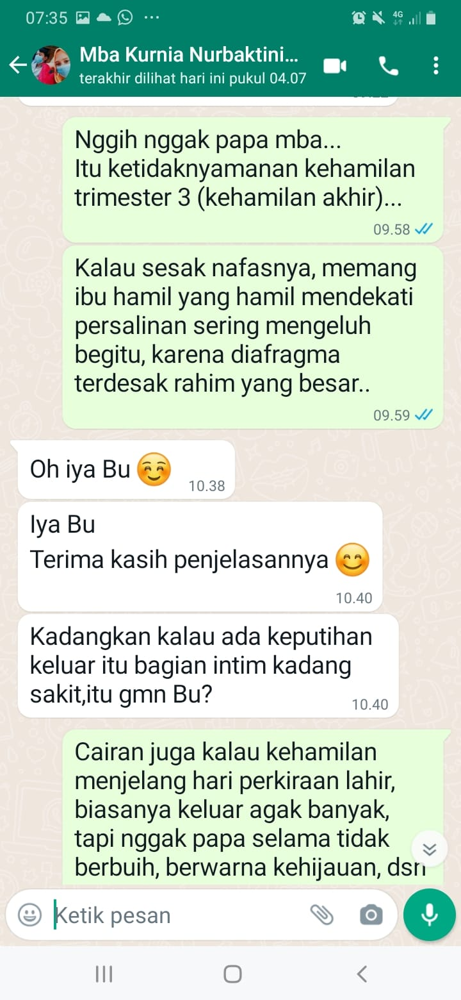 07:35
4G
Mba Kurnia Nurbaktini...
terakhir dilihat hari ini pukul 04.07
Nggih nggak papa mba...
Itu ketidaknyamanan kehamilan
trimester 3 (kehamilan akhir)...
09.58
Kalau sesak nafasnya, memang
ibu hamil yang hamil mendekati
persalinan sering mengeluh
begitu, karena diafragma
terdesak rahim yang besar..
09.59
Oh iya Bu 😊
10.38
Iya Bu
Terima kasih penjelasannya 😊
10.40
Kadangkan kalau ada keputihan
keluar itu bagian intim kadang
sakit,itu gmn Bu?
10.40
Cairan juga kalau kehamilan
menjelang hari perkiraan lahir,
biasanya keluar agak banyak,
tapi nggak papa selama tidak
berbuih, berwarna kehijauan, dsn
Ketik pesan